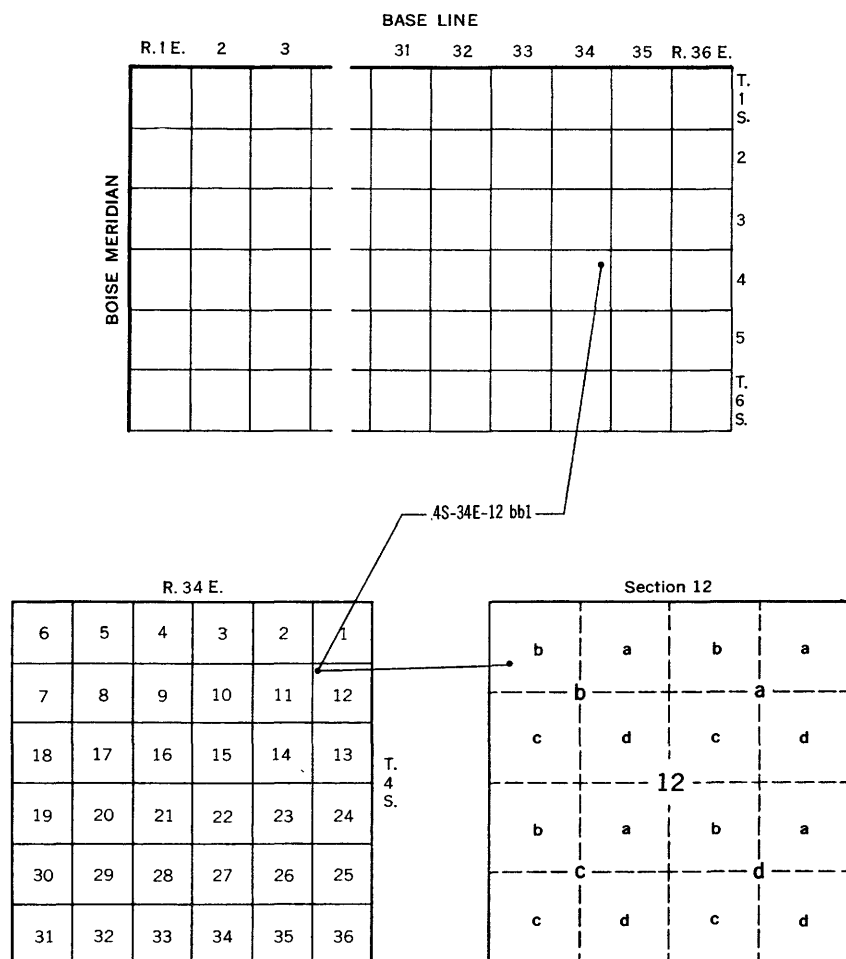 BASE LINE
R. 1 E. 2 3 31 32 33 34 35 R. 36 E.
BOISE MERIDIAN
T.
1
S.
2
3
4
5
T.
6
S.
4S-34E-12 bb1
R. 34 E.
6 5 4 3 2 1
7 8 9 10 11 12
18 17 16 15 14 13
19 20 21 22 23 24
30 29 28 27 26 25
31 32 33 34 35 36
T.
4
S.
Section 12
b a b a
b a
c d c d
12
b a b a
c d
c d c d